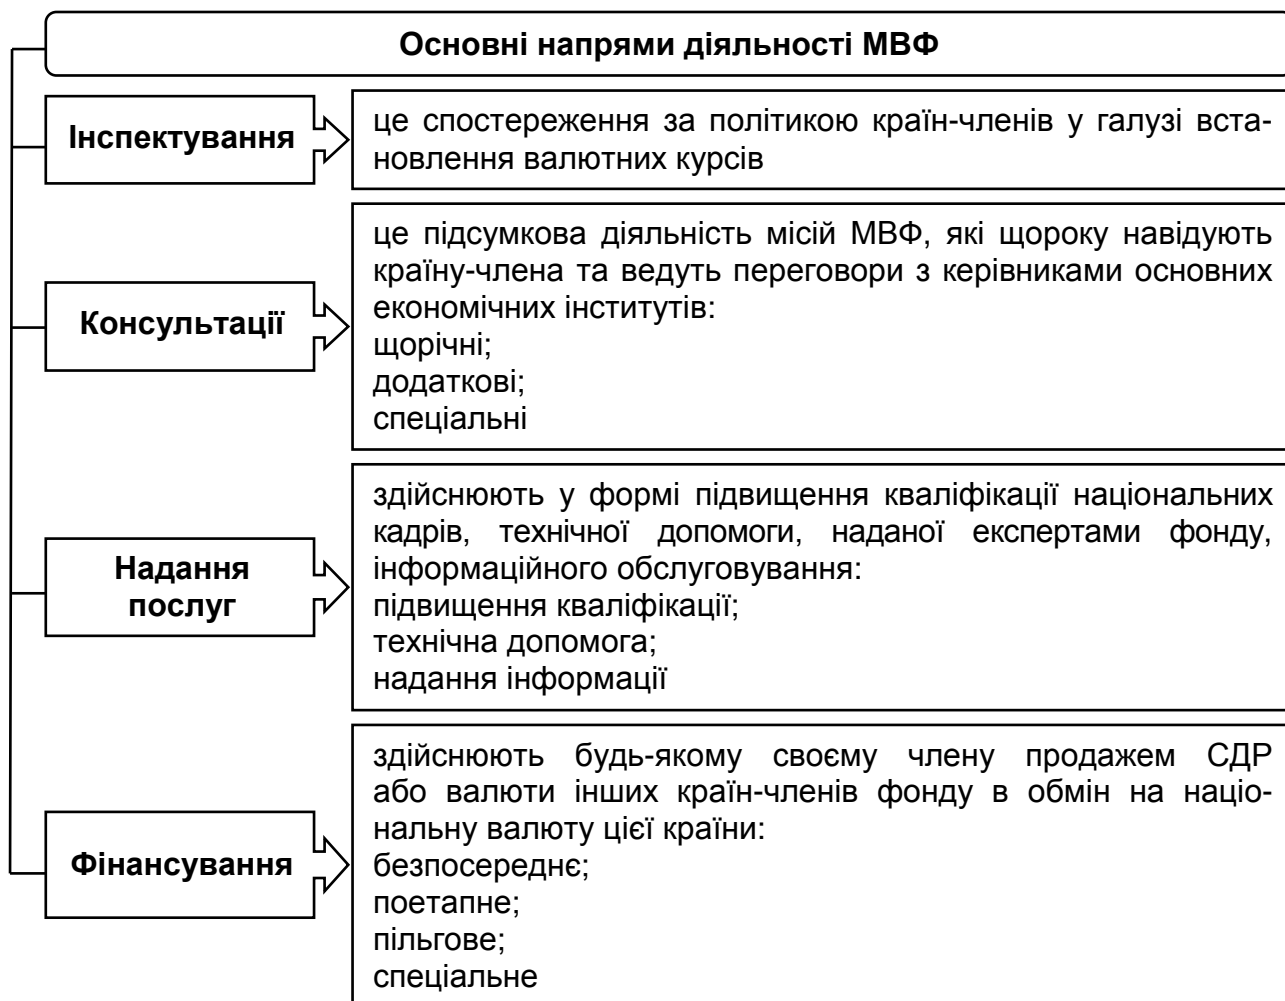 Основні напрями діяльності МВФ
Інспектування
це спостереження за політикою країн-членів у галузі вста-
новлення валютних курсів
Консультації
це підсумкова діяльність місій МВФ, які щороку навідують
країну-члена та ведуть переговори з керівниками основних
економічних інститутів:
щорічні;
додаткові;
спеціальні
Надання
послуг
здійснюють у формі підвищення кваліфікації національних
кадрів, технічної допомоги, наданої експертами фонду,
інформаційного обслуговування:
підвищення кваліфікації;
технічна допомога;
надання інформації
Фінансування
здійснюють будь-якому своєму члену продажем СДР
або валюти інших країн-членів фонду в обмін на націо-
нальну валюту цієї країни:
безпосереднє;
поетапне;
пільгове;
спеціальне